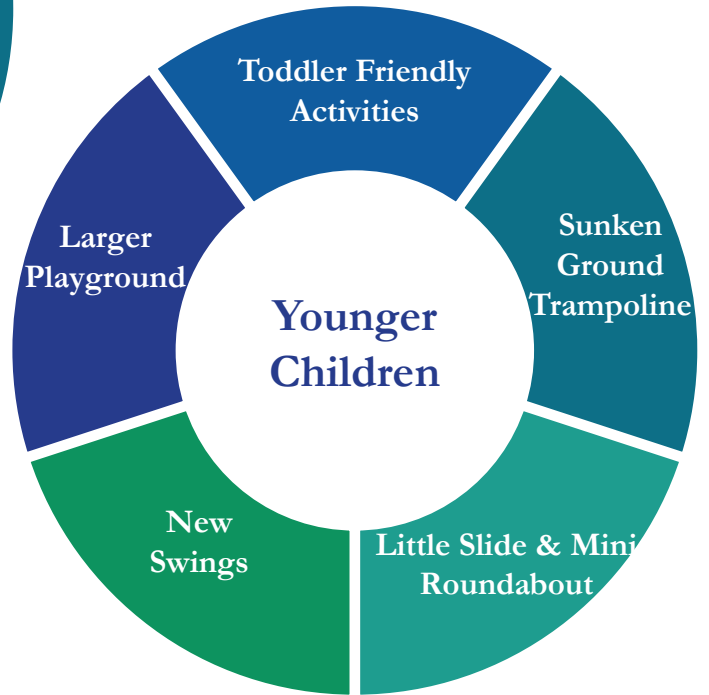 Toddler Friendly
Activities
Sunken
Ground
Trampoline
Little Slide & Mini
Roundabout
New
Swings
Larger
Playground
Younger
Children